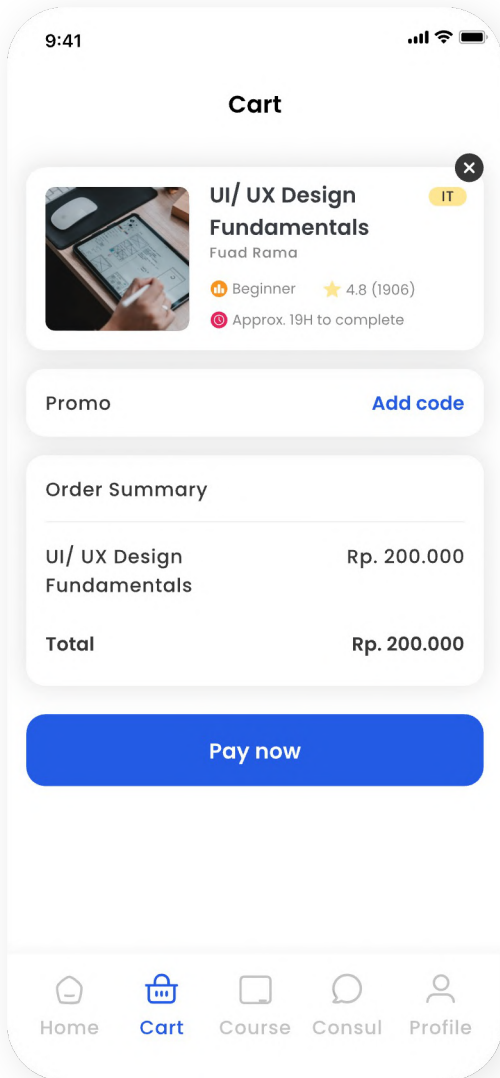 9:41
Cart
UI/ UX Design
Fundamentals
IT
Fuad Rama
Beginner
4.8 (1906)
Approx. 19H to complete
Promo
Add code
Order Summary
UI/ UX Design
Fundamentals
Rp. 200.000
Total
Rp. 200.000
Pay now
Home
Cart
Course
Consul
Profile